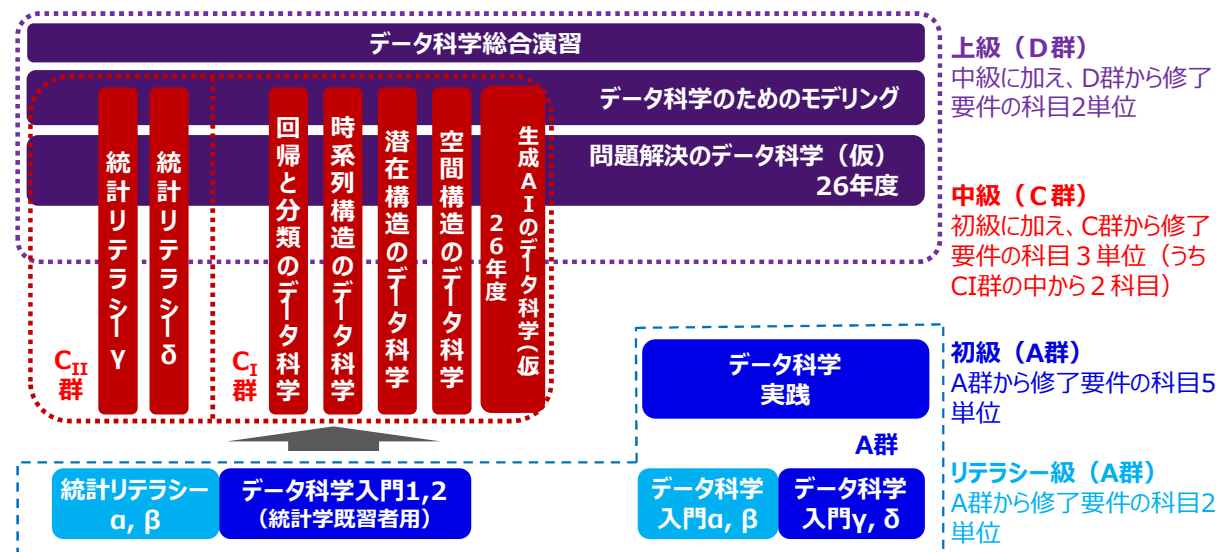 データ科学総合演習
データ科学のためのモデリング
問題解決のデータ科学（仮）
26年度
統計リテラシーγ
統計リテラシーδ
回帰と分類のデータ科学
時系列構造のデータ科学
潜在構造のデータ科学
空間構造のデータ科学
生成AIのデータ科学(仮
26年度
CII
群
CI
群
上級（D群）
中級に加え、D群から修了
要件の科目2単位
中級（C群）
初級に加え、C群から修了
要件の科目３単位（うち
CI群の中から２科目）
データ科学
実践
A群
初級（A群）
A群から修了要件の科目5
単位
統計リテラシー
α, β
データ科学入門1,2
（統計学既習者用）
データ科学
入門α, β
データ科学
入門γ, δ
リテラシー級（A群）
A群から修了要件の科目2
単位